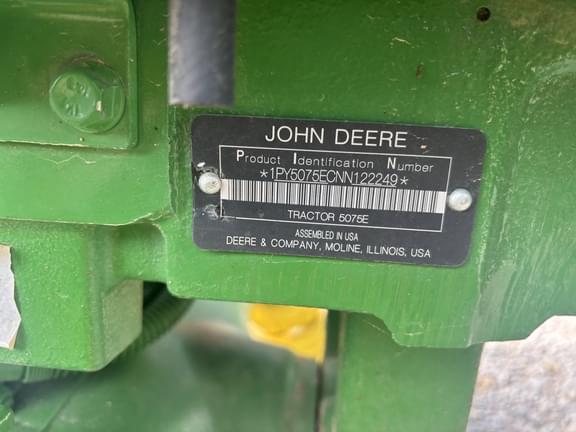 JOHN DEERE
Product Identification Number
*1PY5075ECNN122249*
TRACTOR 5075E
ASSEMBLED IN USA
DEERE & COMPANY, MOLINE, ILLINOIS, USA